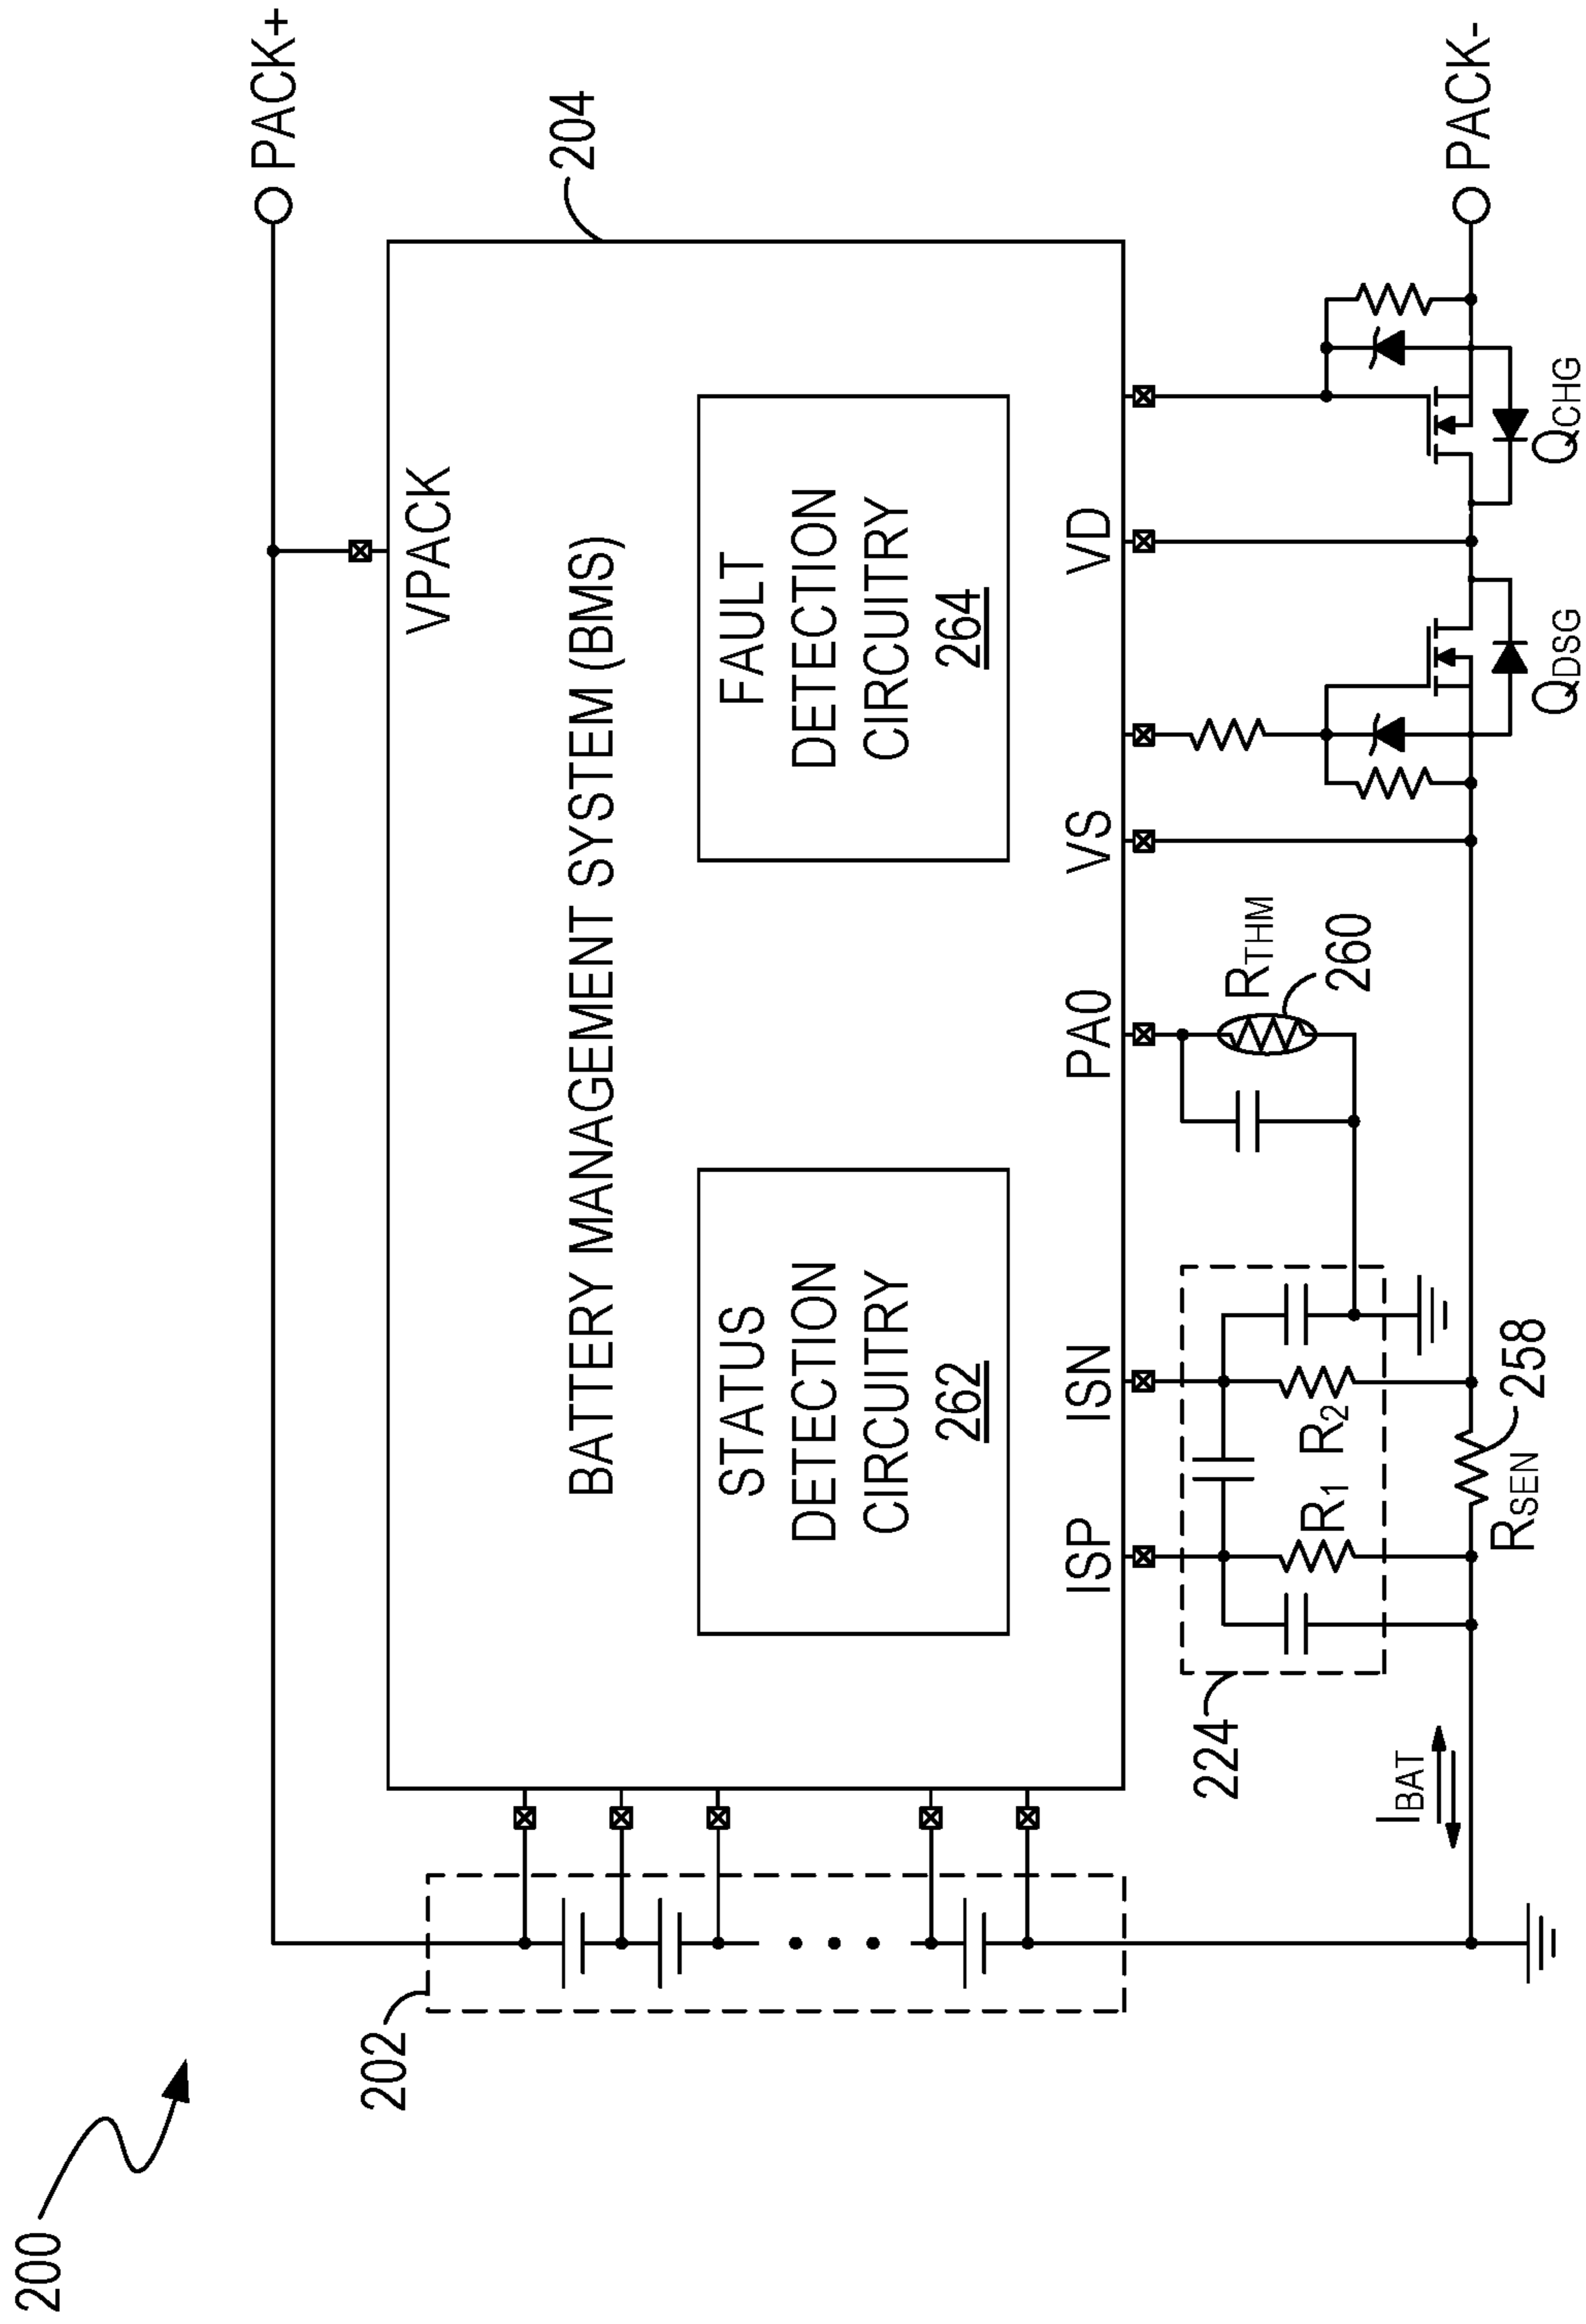 200
PACK+
202
204
VPACK
BATTERY MANAGEMENT SYSTEM (BMS)
STATUS
DETECTION
CIRCUITRY
262
FAULT
DETECTION
CIRCUITRY
264
ISP
ISN
PA0
VS
VD
224
R1
R2
RTHM
260
IBAT
RSEN
258
QDSG
QCHG
PACK-